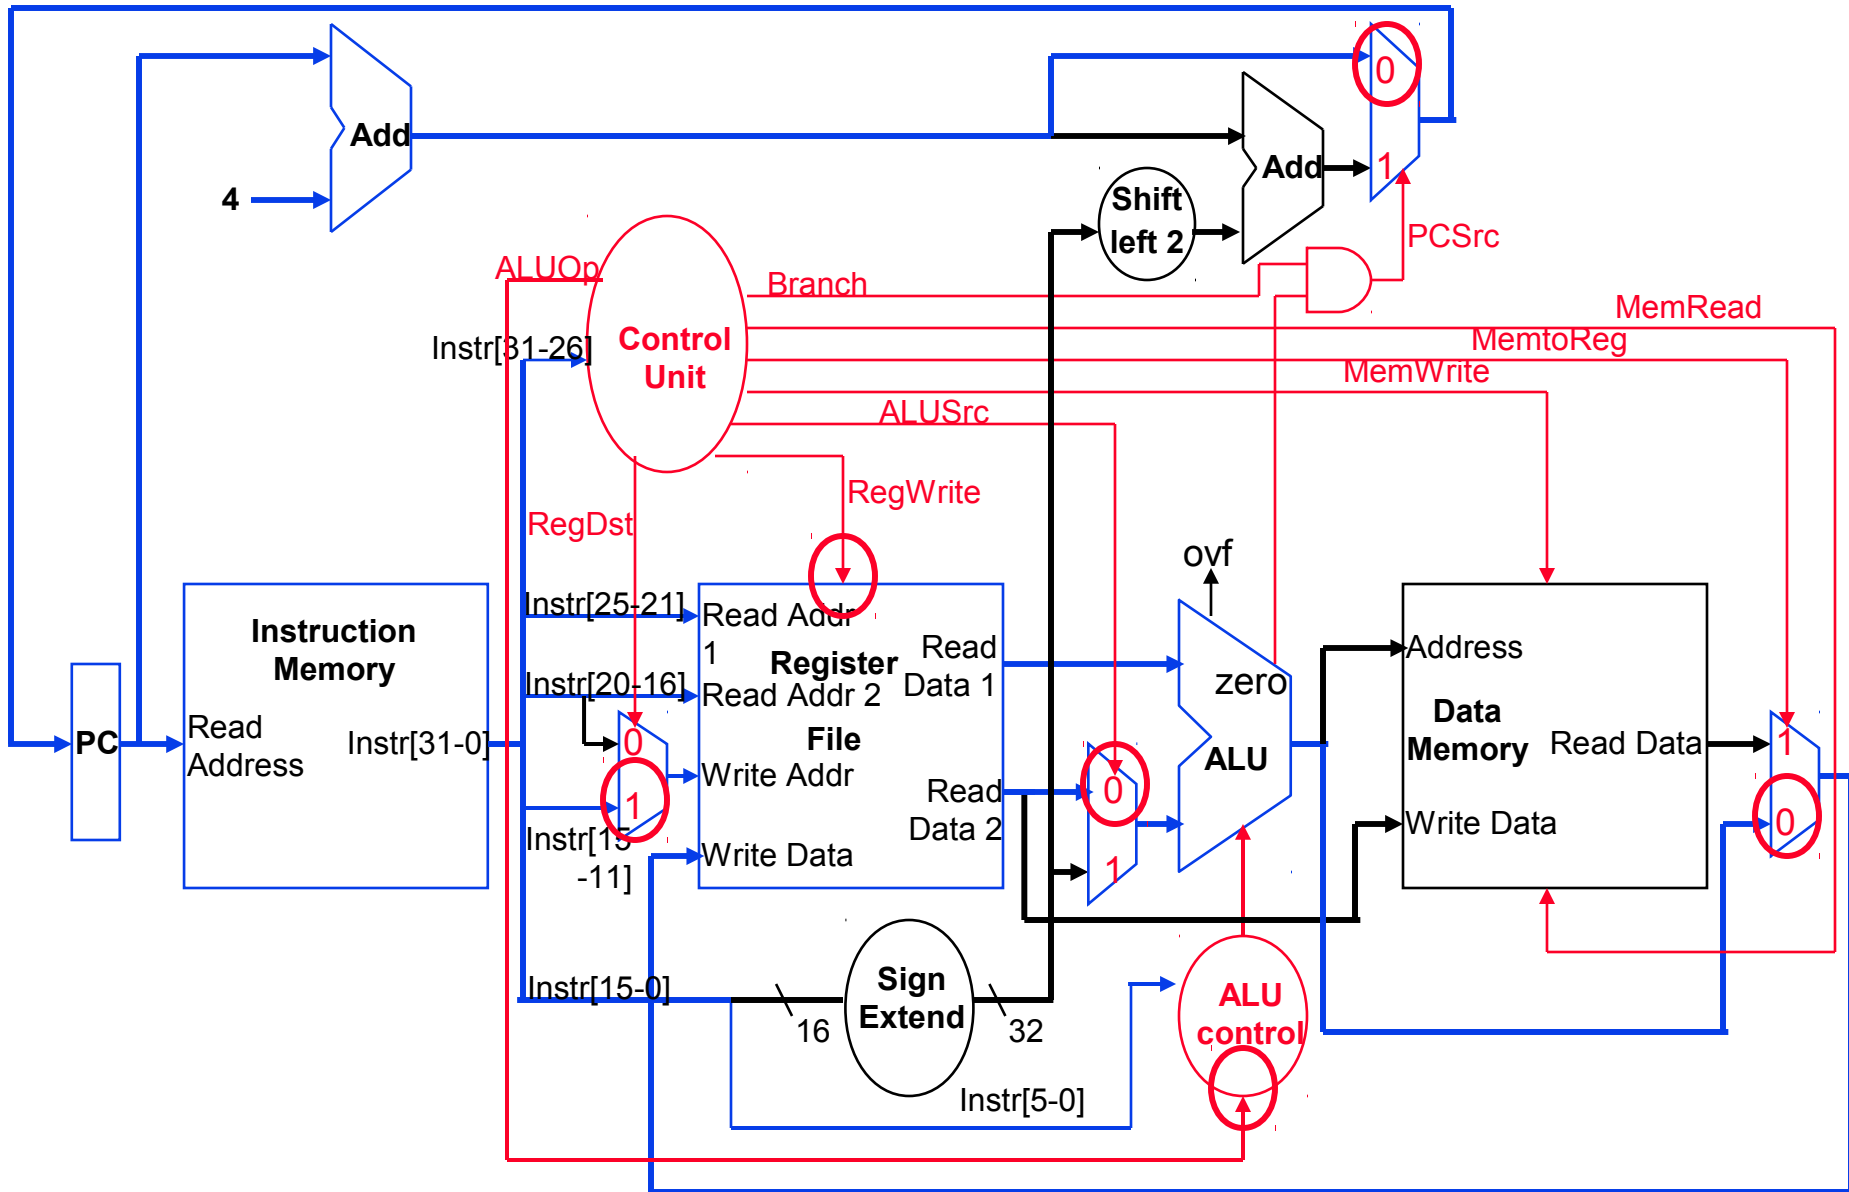 0
Add
1
Add
4
Shift
left 2
PCSrc
ALUOp
Branch
MemRead
Instr[31-26]
Control
Unit
MemtoReg
MemWrite
ALUSrc
RegWrite
RegDst
ovf
Instr[25-21]
Read Addr
1
Instruction
Memory
Register
File
Read
Data 1
Instr[20-16]
Read Addr 2
zero
ALU
Address
Data
Memory
Read Data
PC
Read
Address
Instr[31-0]
0
1
Write Addr
Read
Data 2
0
1
1
0
Instr[15
-11]
Write Data
Write Data
Instr[15-0]
16
Sign
Extend
32
ALU
control
Instr[5-0]